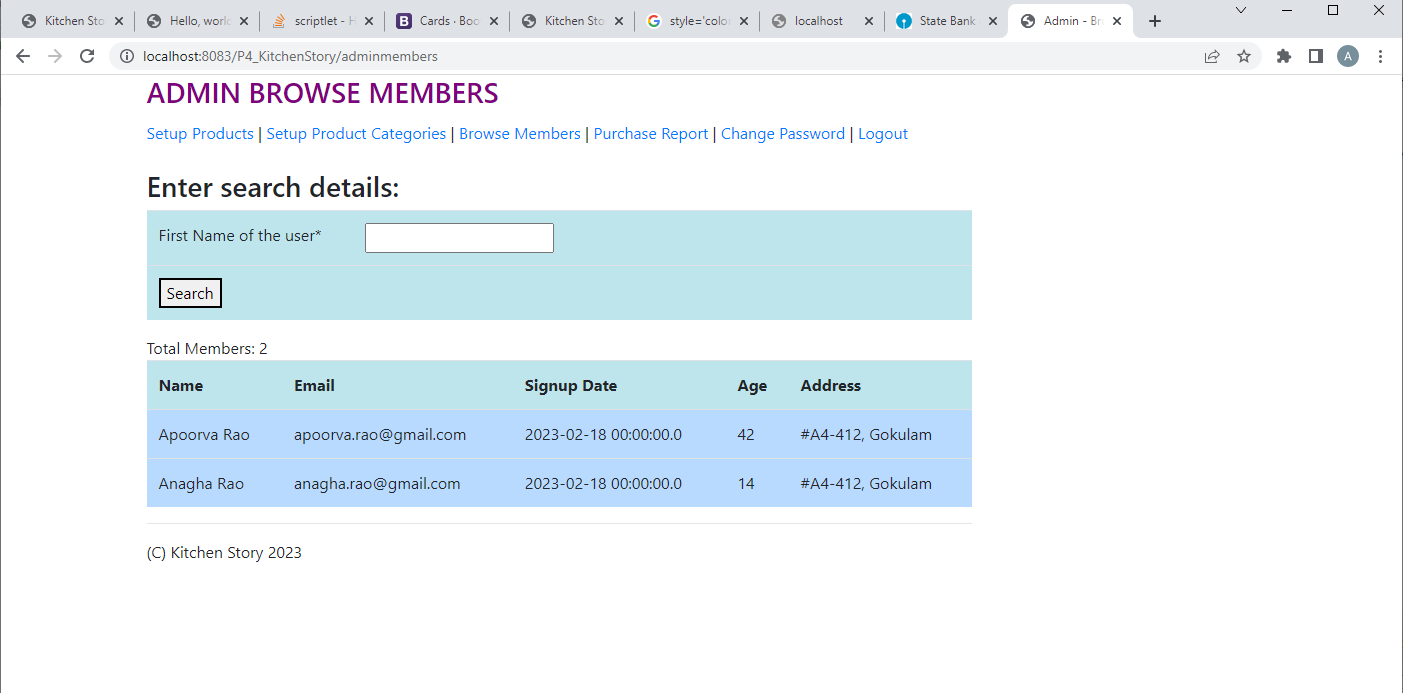 Kitchen Sto
Hello, worl
scriptlet - H
Cards · Boo
Kitchen Sto
style='color
localhost
State Bank
Admin - Br
localhost:8083/P4_KitchenStory/adminmembers
A
ADMIN BROWSE MEMBERS
Setup Products | Setup Product Categories | Browse Members | Purchase Report | Change Password | Logout
Enter search details:
First Name of the user*
Search
Total Members: 2
Name Email Signup Date Age Address
Apoorva Rao apoorva.rao@gmail.com 2023-02-18 00:00:00.0 42 #A4-412, Gokulam
Anagha Rao anagha.rao@gmail.com 2023-02-18 00:00:00.0 14 #A4-412, Gokulam
(C) Kitchen Story 2023